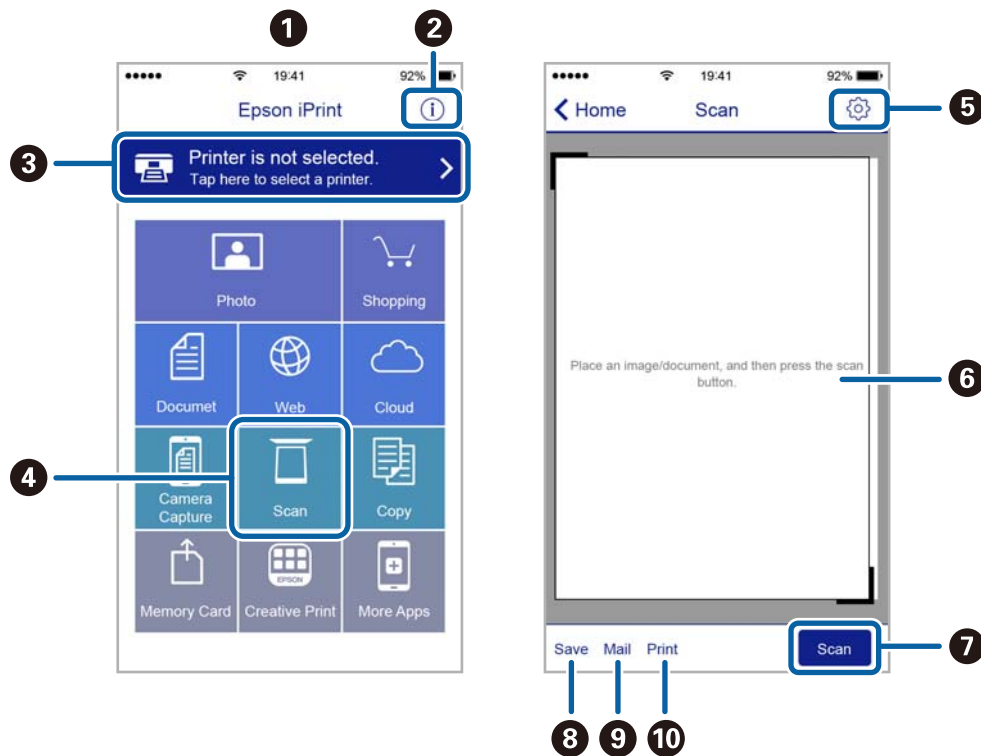 1
2
19:41
92%
Epson iPrint
i
3
Printer is not selected.
Tap here to select a printer.
Photo
Shopping
Documet
Web
Cloud
4
Camera
Capture
Scan
Copy
EPSON
Memory Card
Creative Print
More Apps
19:41
92%
Home
Scan
5
Place an image/document, and then press the scan
button.
6
Save
Mail
Print
Scan
7
8
9
10